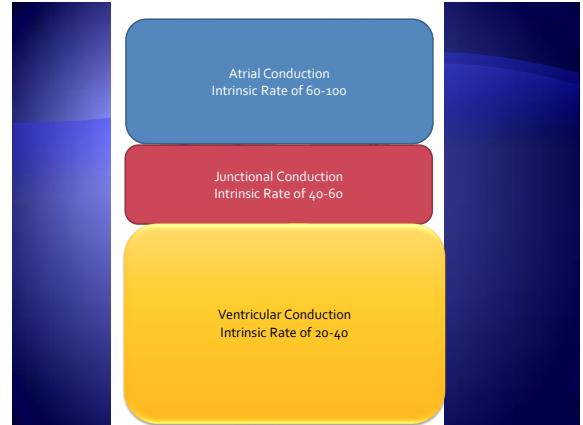 Atrial Conduction
Intrinsic Rate of 60-100
Junctional Conduction
Intrinsic Rate of 40-60
Ventricular Conduction
Intrinsic Rate of 20-40